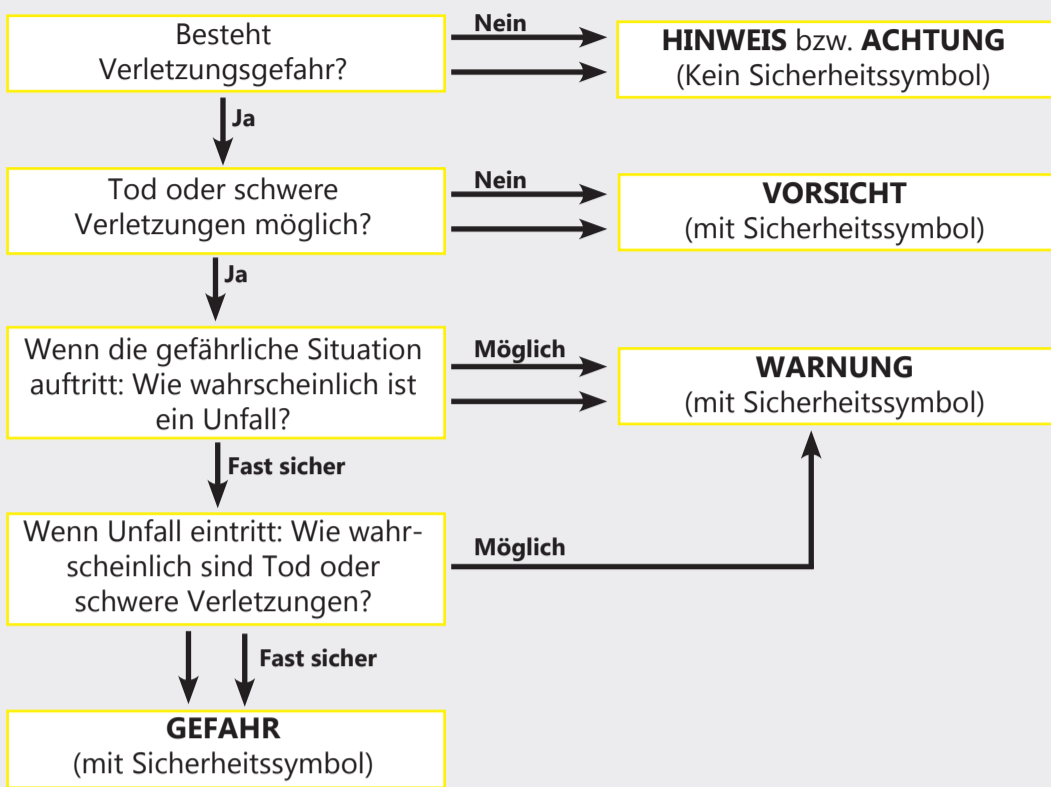 Besteht
Verletzungsgefahr?
Nein
HINWEIS bzw. ACHTUNG
(Kein Sicherheitssymbol)
Ja
Tod oder schwere
Verletzungen möglich?
Nein
VORSICHT
(mit Sicherheitssymbol)
Ja
Wenn die gefährliche Situation
auftritt: Wie wahrscheinlich ist
ein Unfall?
Möglich
WARNUNG
(mit Sicherheitssymbol)
Fast sicher
Wenn Unfall eintritt: Wie wahr-
scheinlich sind Tod oder
schwere Verletzungen?
Möglich
Fast sicher
GEFAHR
(mit Sicherheitssymbol)